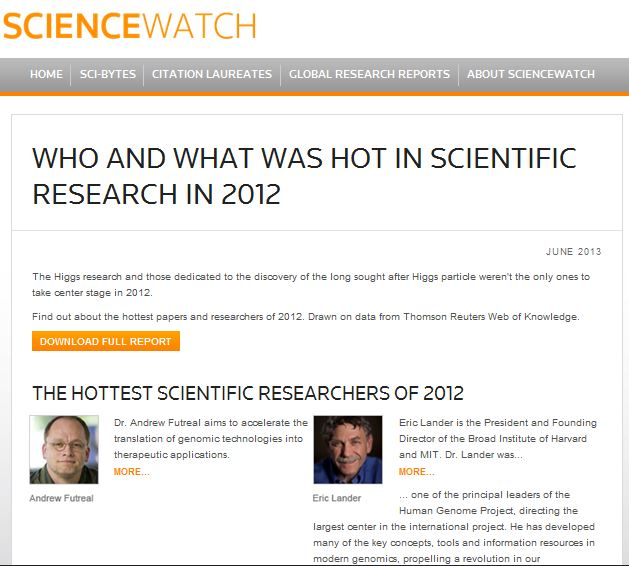 SCIENCEWATCH
HOME
SCI-BYTES
CITATION LAUREATES
GLOBAL RESEARCH REPORTS
ABOUT SCIENCEWATCH
WHO AND WHAT WAS HOT IN SCIENTIFIC
RESEARCH IN 2012
JUNE 2013
The Higgs research and those dedicated to the discovery of the long sought after Higgs particle weren't the only ones to
take center stage in 2012.
Find out about the hottest papers and researchers of 2012. Drawn on data from Thomson Reuters Web of Knowledge.
DOWNLOAD FULL REPORT
THE HOTTEST SCIENTIFIC RESEARCHERS OF 2012
Dr. Andrew Futreal aims to accelerate the
translation of genomic technologies into
therapeutic applications.
MORE...
Andrew Futreal
Eric Lander is the President and Founding
Director of the Broad Institute of Harvard
and MIT. Dr. Lander was...
MORE...
Eric Lander
... one of the principal leaders of the
Human Genome Project, directing the
largest center in the international project. He has developed
many of the key concepts, tools and information resources in
modern genomics, propelling a revolution in our